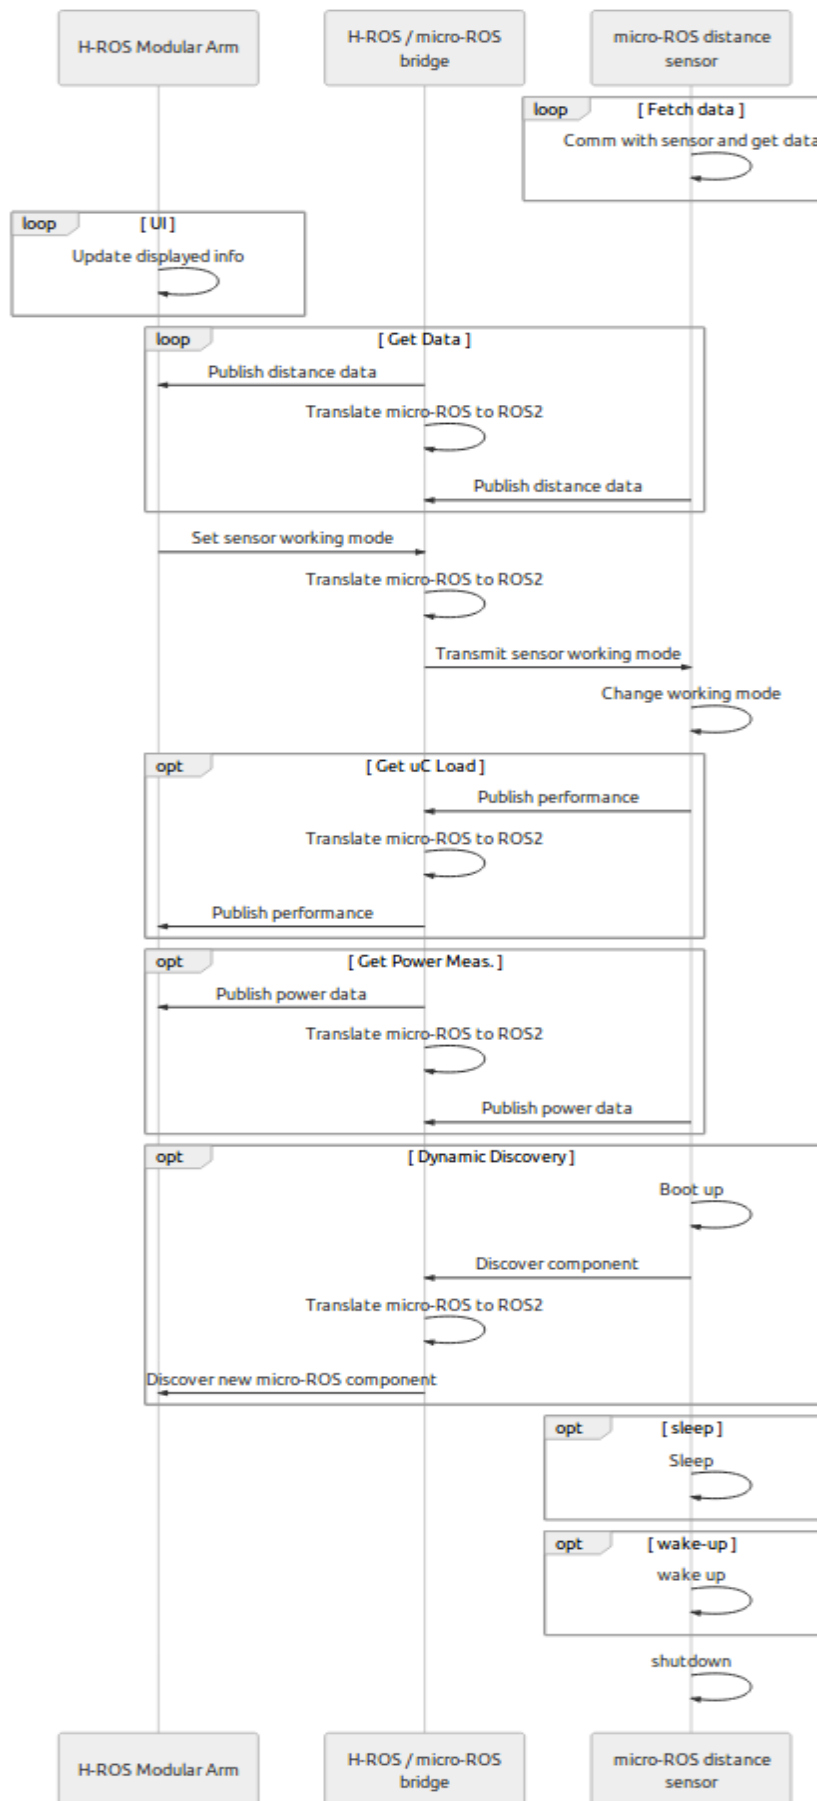 H-ROS Modular Arm
H-ROS / micro-ROS
bridge
micro-ROS distance
sensor
loop
[ Fetch data ]
Comm with sensor and get data
loop
[ UI ]
Update displayed info
loop
[ Get Data ]
Publish distance data
Translate micro-ROS to ROS2
Publish distance data
Set sensor working mode
Translate micro-ROS to ROS2
Transmit sensor working mode
Change working mode
opt
[ Get uC Load ]
Publish performance
Translate micro-ROS to ROS2
Publish performance
opt
[ Get Power Meas. ]
Publish power data
Translate micro-ROS to ROS2
Publish power data
opt
[ Dynamic Discovery ]
Boot up
Discover component
Translate micro-ROS to ROS2
Discover new micro-ROS component
opt
[ sleep ]
Sleep
opt
[ wake-up ]
wake up
shutdown
H-ROS Modular Arm
H-ROS / micro-ROS
bridge
micro-ROS distance
sensor